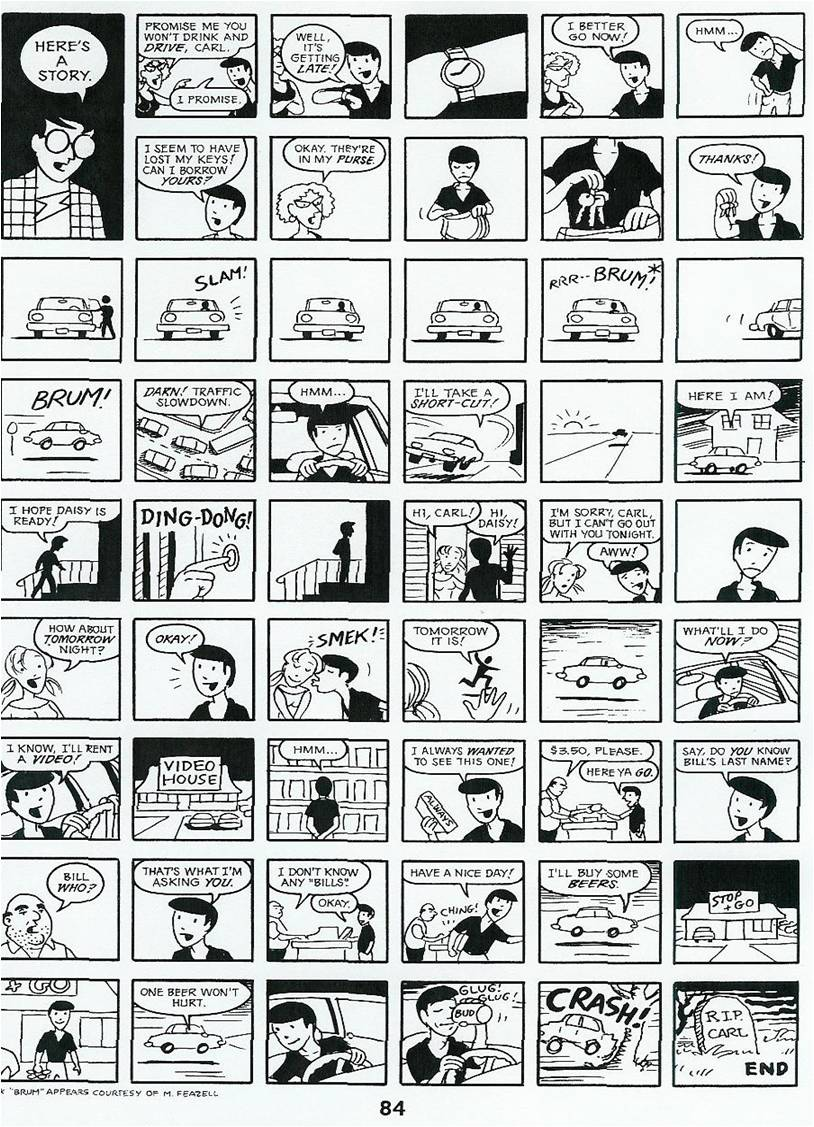 HERE'S
A
STORY.
PROMISE ME YOU
WON'T DRINK AND
DRIVE, CARL.
I PROMISE.
WELL,
IT'S
GETTING
LATE!
I BETTER
GO NOW!
HMM...
I SEEM TO HAVE
LOST MY KEYS!
CAN I BORROW
YOURS?
OKAY. THEY'RE
IN MY PURSE.
THANKS!
SLAM!
RRR--BRUM!*
BRUM!
DARN! TRAFFIC
SLOWDOWN.
HMM...
I'LL TAKE A
SHORT-CUT!
HERE I AM!
I HOPE DAISY IS
READY!
DING-DONG!
HI, CARL!
HI,
DAISY!
I'M SORRY, CARL,
BUT I CAN'T GO OUT
WITH YOU TONIGHT.
AWW!
HOW ABOUT
TOMORROW
NIGHT?
OKAY!
SMEK!
TOMORROW
IT IS!
WHAT'LL I DO
NOW?
I KNOW, I'LL RENT
A VIDEO!
VIDEO
HOUSE
HMM...
I ALWAYS WANTED
TO SEE THIS ONE!
ALWAYS
$3.50, PLEASE.
HERE YA GO.
SAY, DO YOU KNOW
BILL'S LAST NAME?
BILL
WHO?
THAT'S WHAT I'M
ASKING YOU.
I DON'T KNOW
ANY "BILLS".
OKAY.
HAVE A NICE DAY!
CHING!
I'LL BUY SOME
BEERS.
STOP
+ GO
+ GO
ONE BEER WON'T
HURT.
GLUG!
GLUG!
BUD
CRASH!
R.I.P.
CARL
END
* "BRUM" APPEARS COURTESY OF M. FEAZELL
84